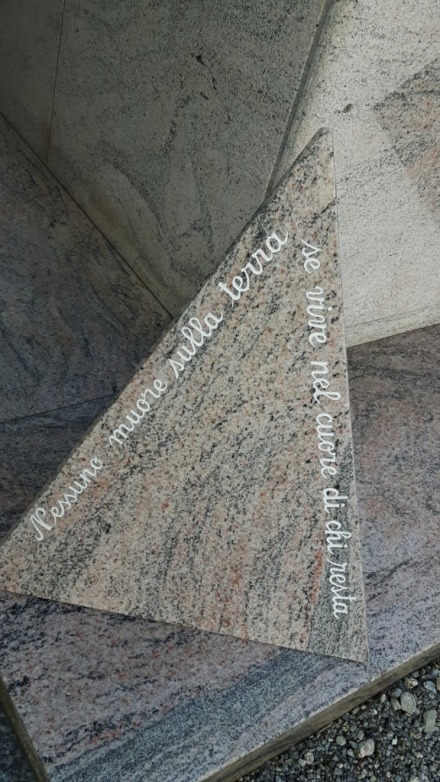 Nessuno muore sulla terra
se vive nel cuore di chi resta